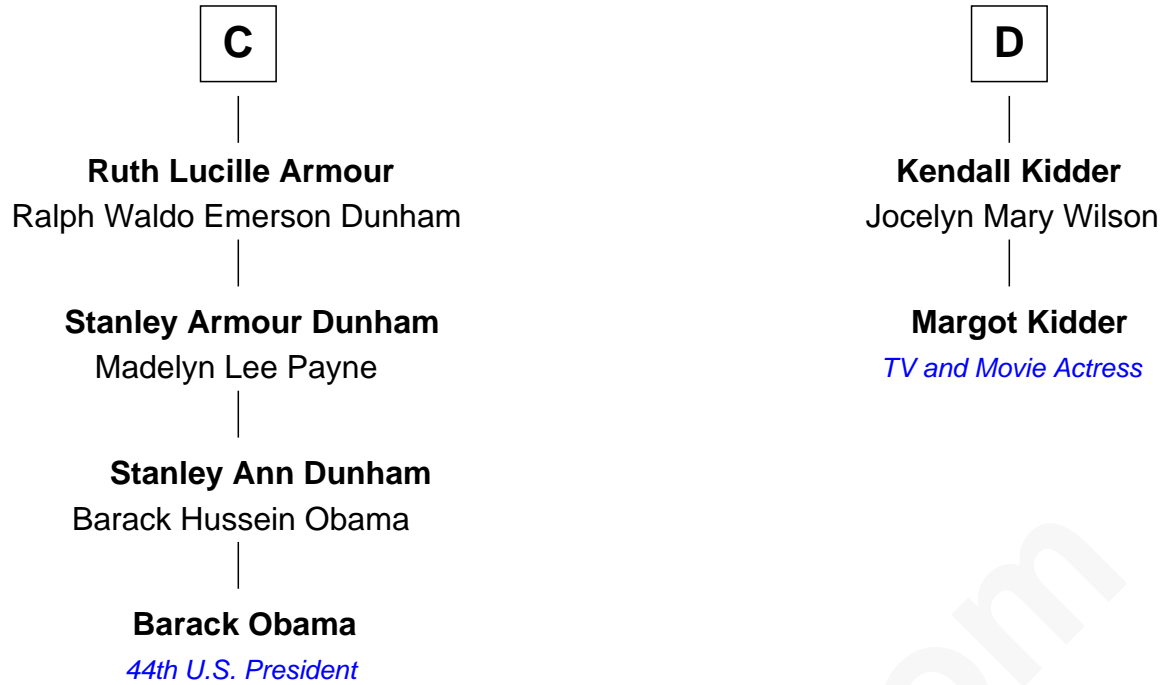 C
Ruth Lucille Armour
Ralph Waldo Emerson Dunham
Stanley Armour Dunham
Madelyn Lee Payne
Stanley Ann Dunham
Barack Hussein Obama
Barack Obama
44th U.S. President
D
Kendall Kidder
Jocelyn Mary Wilson
Margot Kidder
TV and Movie Actress
om